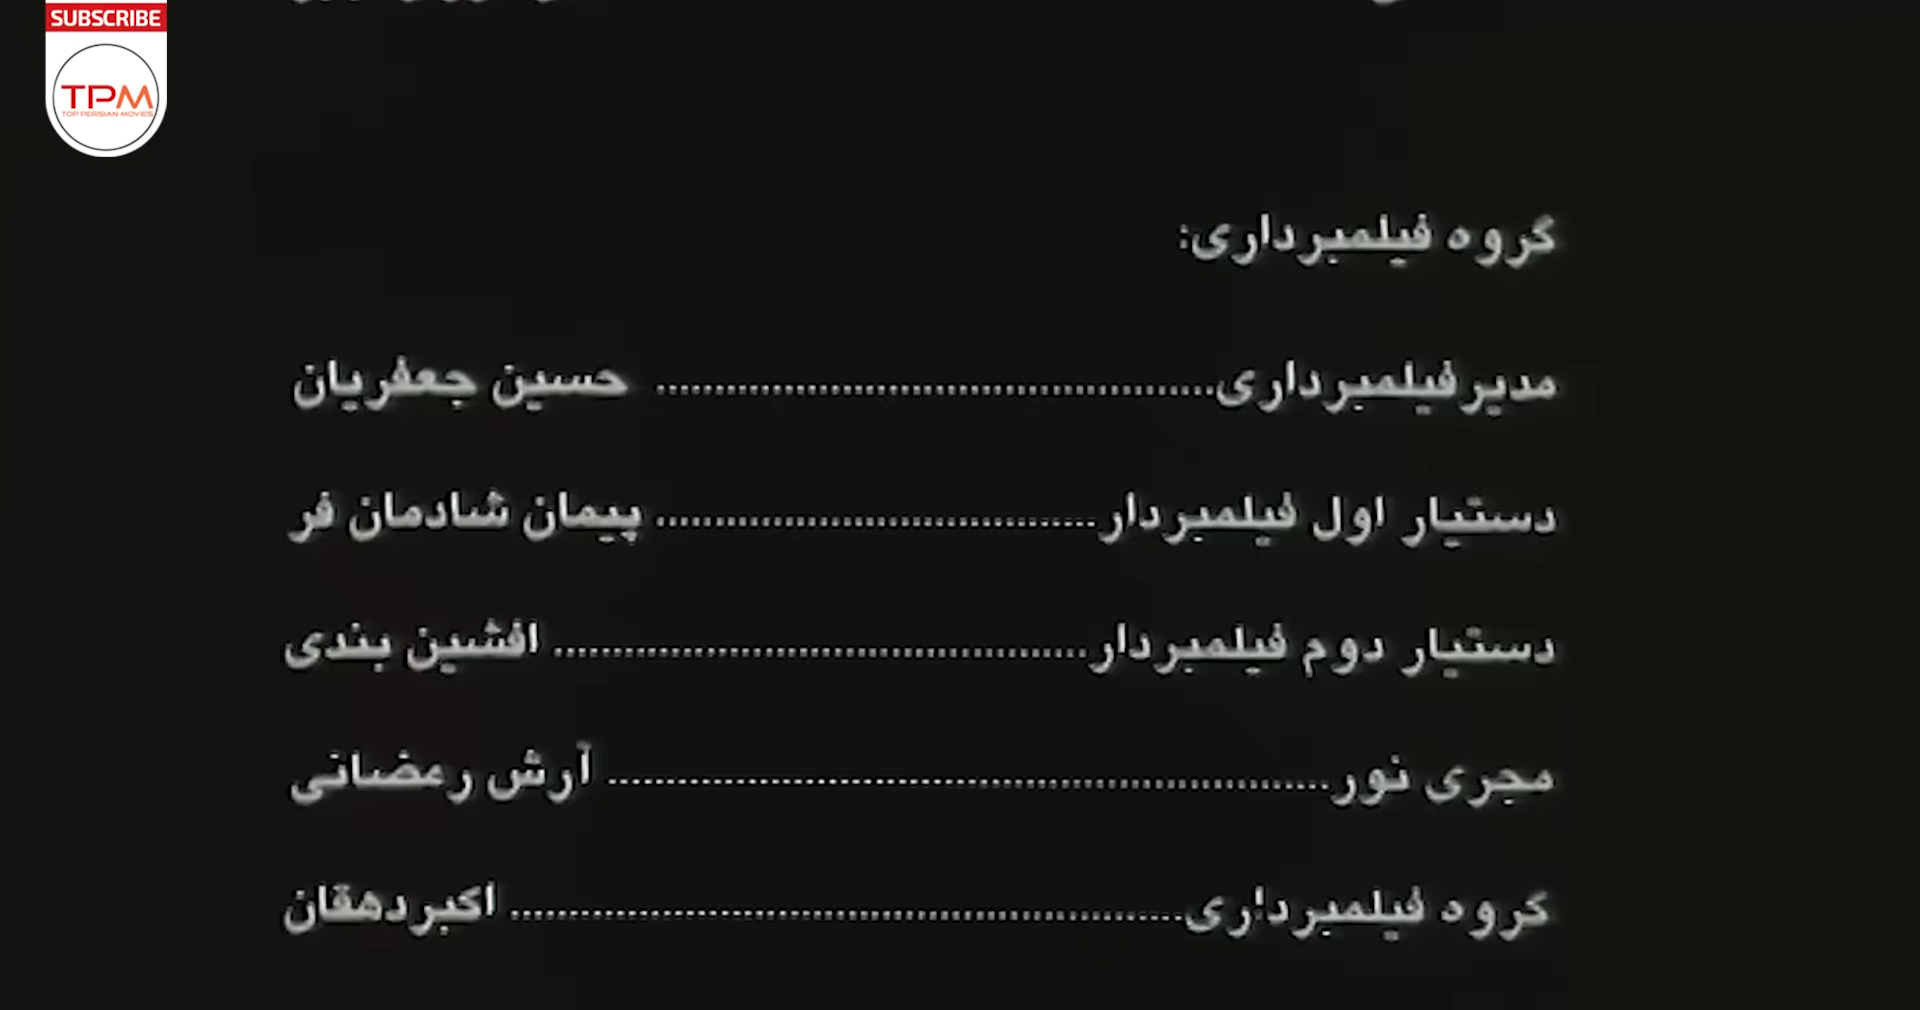 SUBSCRIBE
TPM
TOP PERSIAN MOVIES
گروه فیلمبرداری:
مدیرفیلمبرداری................................................ حسین جعفریان
دستیار اول فیلمبردار...................................... پیمان شادمان فر
دستیار دوم فیلمبردار.............................................. افشین بندی
مجری نور.............................................................. آرش رمضانی
گروه فیلمبرداری.......................................................... اکبردهقان